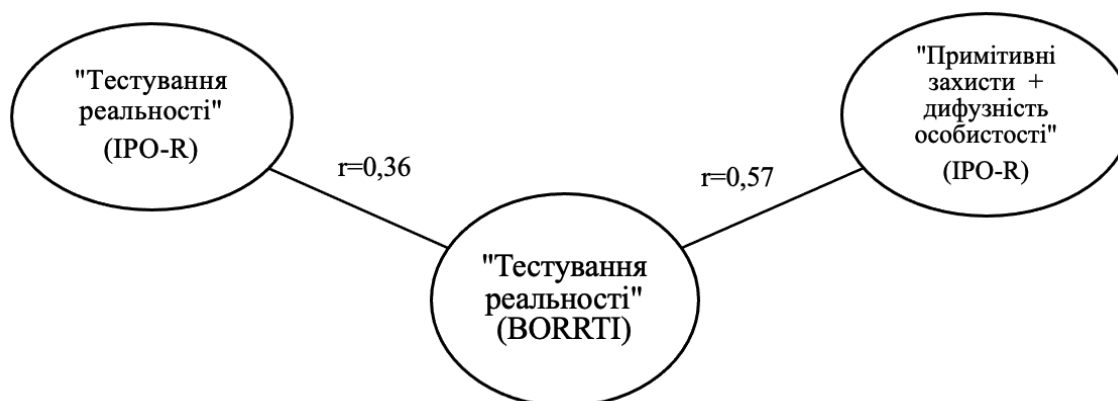 "Тестування
реальності"
(IPO-R)
"Примітивні
захисти +
дифузність
особистості"
(IPO-R)
r=0,36
r=0,57
"Тестування
реальності"
(BORRTI)